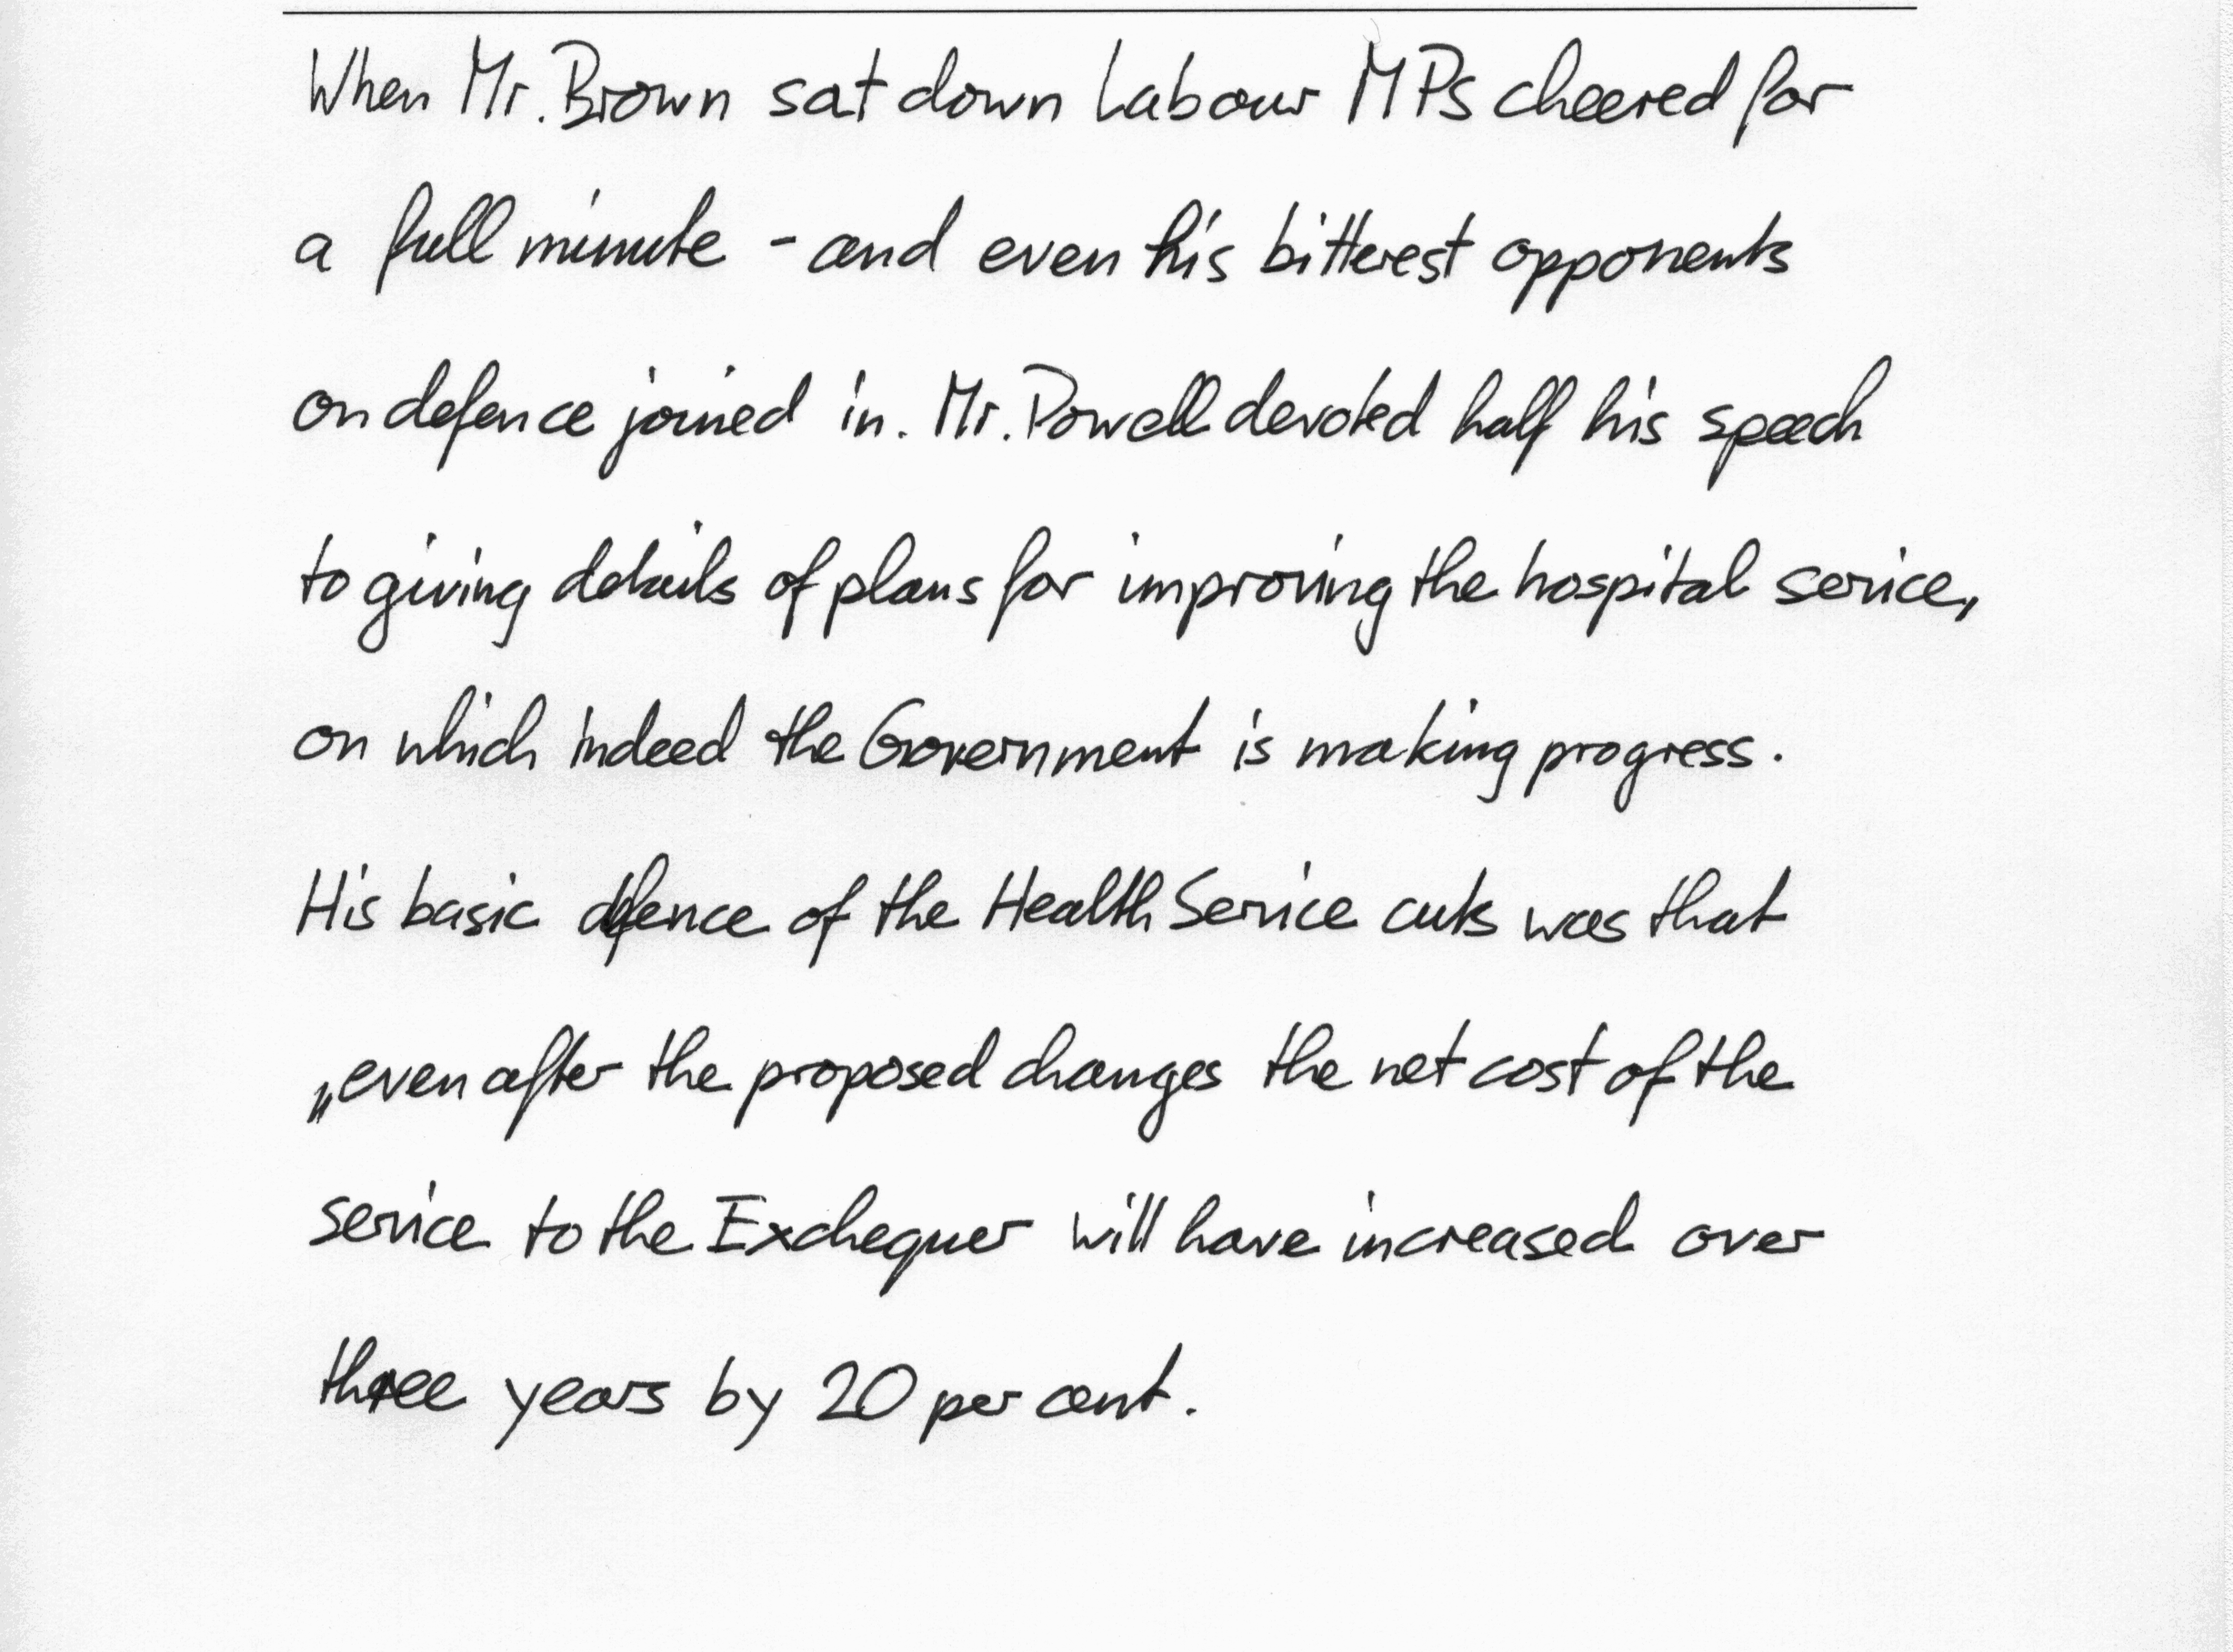 When Mr. Brown sat down Labour MPs cheered for
a full minute - and even his bitterest opponents
on defence joined in. Mr. Powell devoted half his speech
to giving details of plans for improving the hospital service,
on which indeed the Government is making progress.
His basic defence of the Health Service cuts was that
„even after the proposed changes the net cost of the
service to the Exchequer will have increased over
three years by 20 per cent.